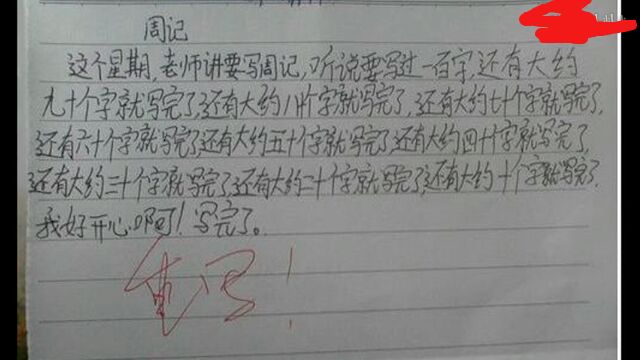 周记
这个星期,老师讲要写周记,听说要写过一百字,还有大约
九十个字就写完了,还有大约八十个字就写完了,还有大约七十个字就写完了,
还有六十个字就写完了还有大约五十个字就写完了还有大约四十字就写完了,
还有大约三十个字就写完了,还有大约二十个字就写完了,还有大约十个字就写完了,
我好开心啊!写完了。
重写!